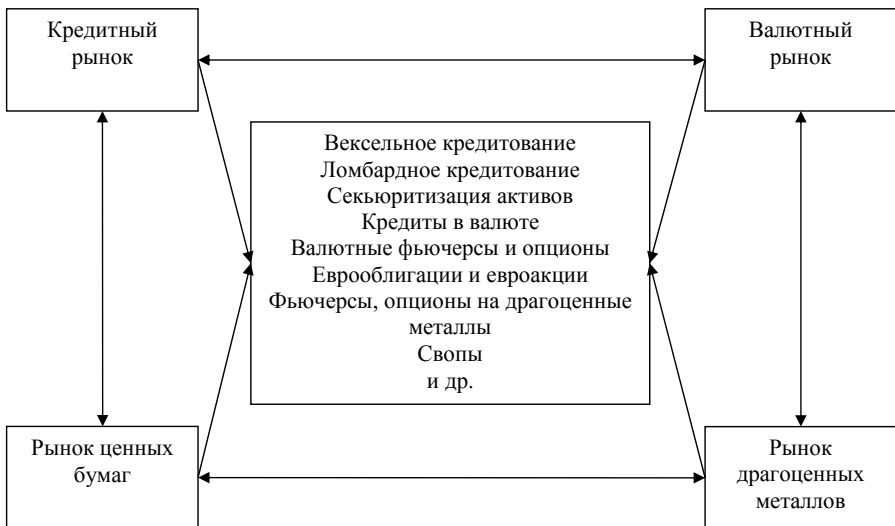 Кредитный
рынок
Валютный
рынок
Вексельное кредитование
Ломбардное кредитование
Секьюритизация активов
Кредиты в валюте
Валютные фьючерсы и опционы
Еврооблигации и евроакции
Фьючерсы, опционы на драгоценные
металлы
Свопы
и др.
Рынок ценных
бумаг
Рынок
драгоценных
металлов